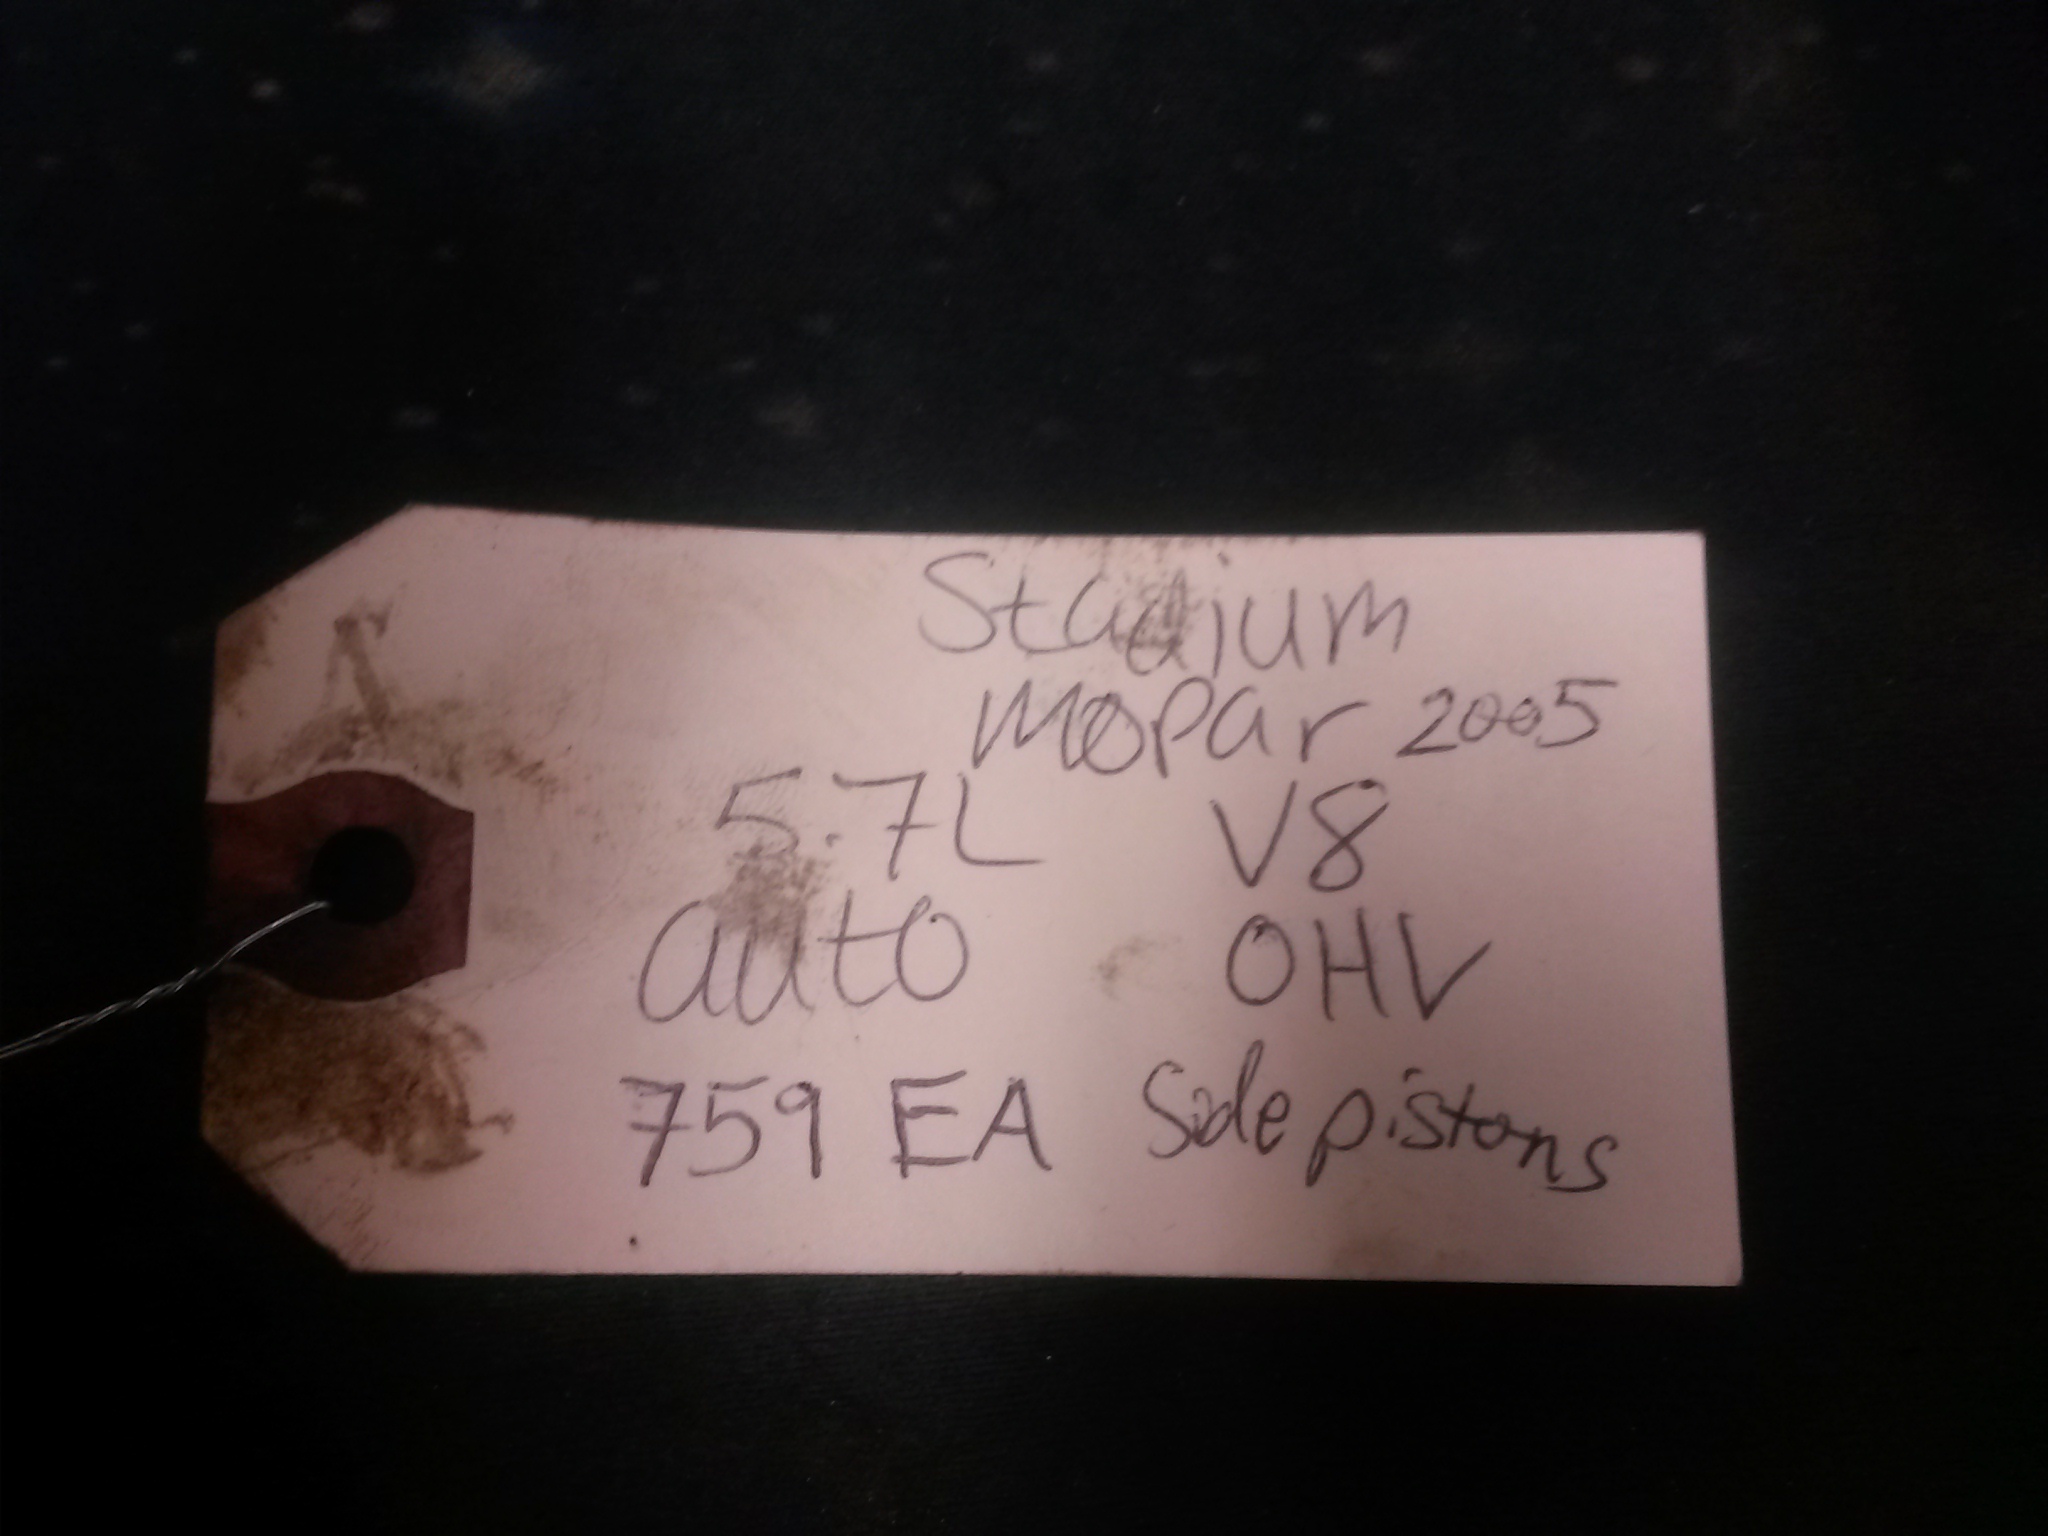 Stadium
Mopar 2005
5.7L V8
auto OHV
759 EA Side pistons